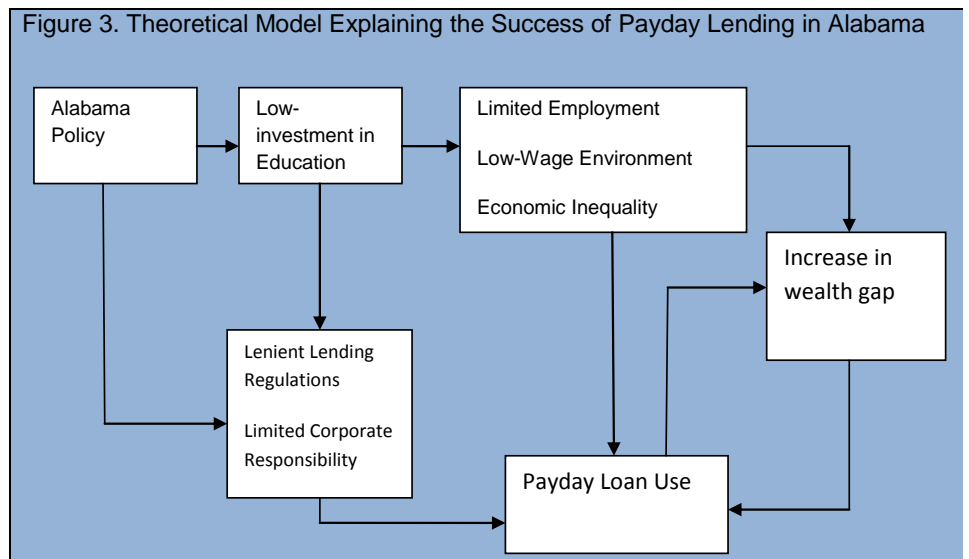 Figure 3. Theoretical Model Explaining the Success of Payday Lending in Alabama
Alabama
Policy
Low-
investment in
Education
Limited Employment
Low-Wage Environment
Economic Inequality
Increase in
wealth gap
Lenient Lending
Regulations
Limited Corporate
Responsibility
Payday Loan Use